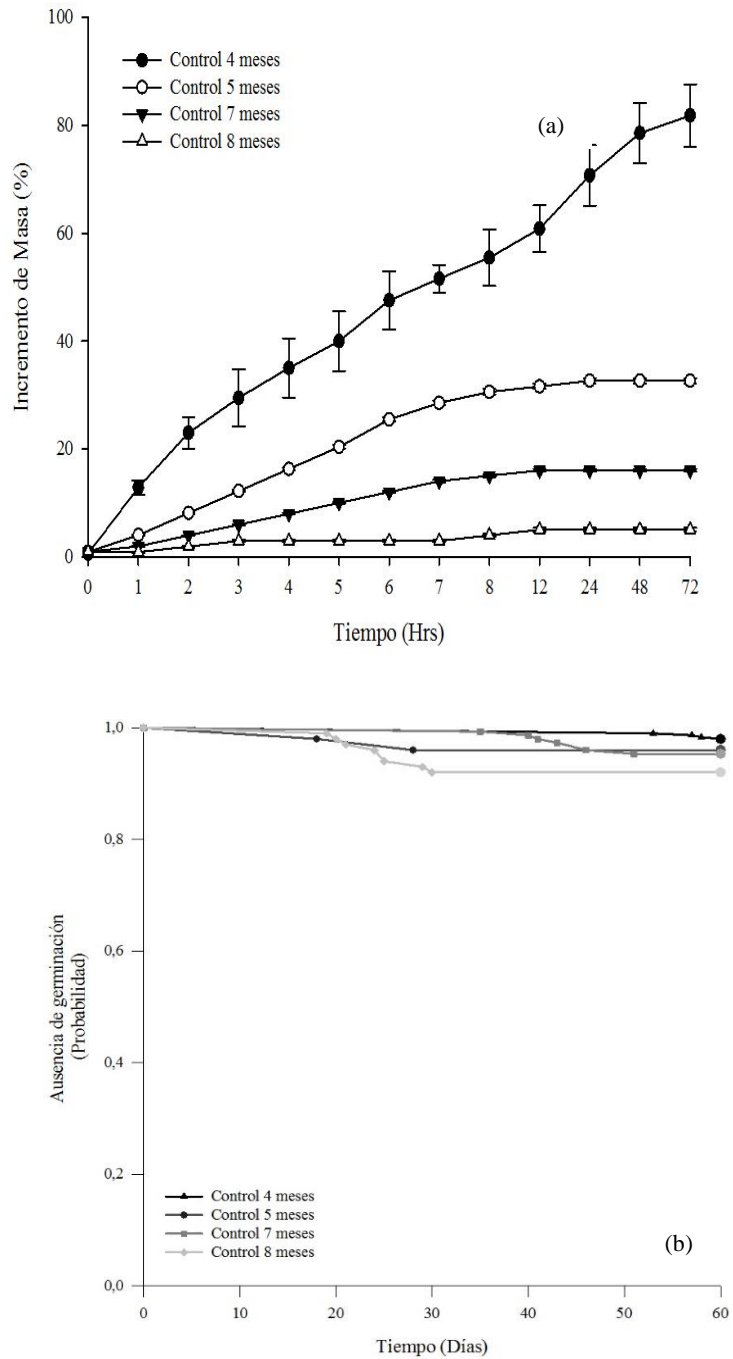 100
80
60
40
20
0
Incremento de Masa (%)
Control 4 meses
Control 5 meses
Control 7 meses
Control 8 meses
(a)
0 1 2 3 4 5 6 7 8 12 24 48 72
Tiempo (Hrs)
1,0
0,8
0,6
0,4
0,2
0,0
Ausencia de germinación
(Probabilidad)
Control 4 meses
Control 5 meses
Control 7 meses
Control 8 meses
(b)
0 10 20 30 40 50 60
Tiempo (Días)